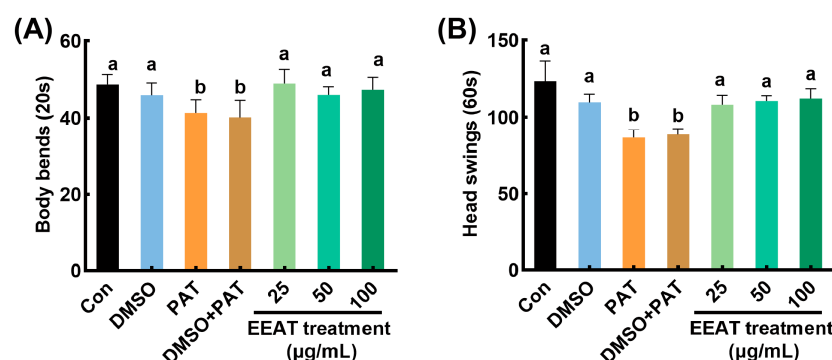 (A)
Body bends (20s)
60
40
20
0
a
a
b
b
a
a
a
Con
DMSO
PAT
DMSO+PAT
25
50
100
EEAT treatment
(μg/mL)
(B)
Head swings (60s)
150
100
50
0
a
a
b
b
a
a
a
Con
DMSO
PAT
DMSO+PAT
25
50
100
EEAT treatment
(μg/mL)